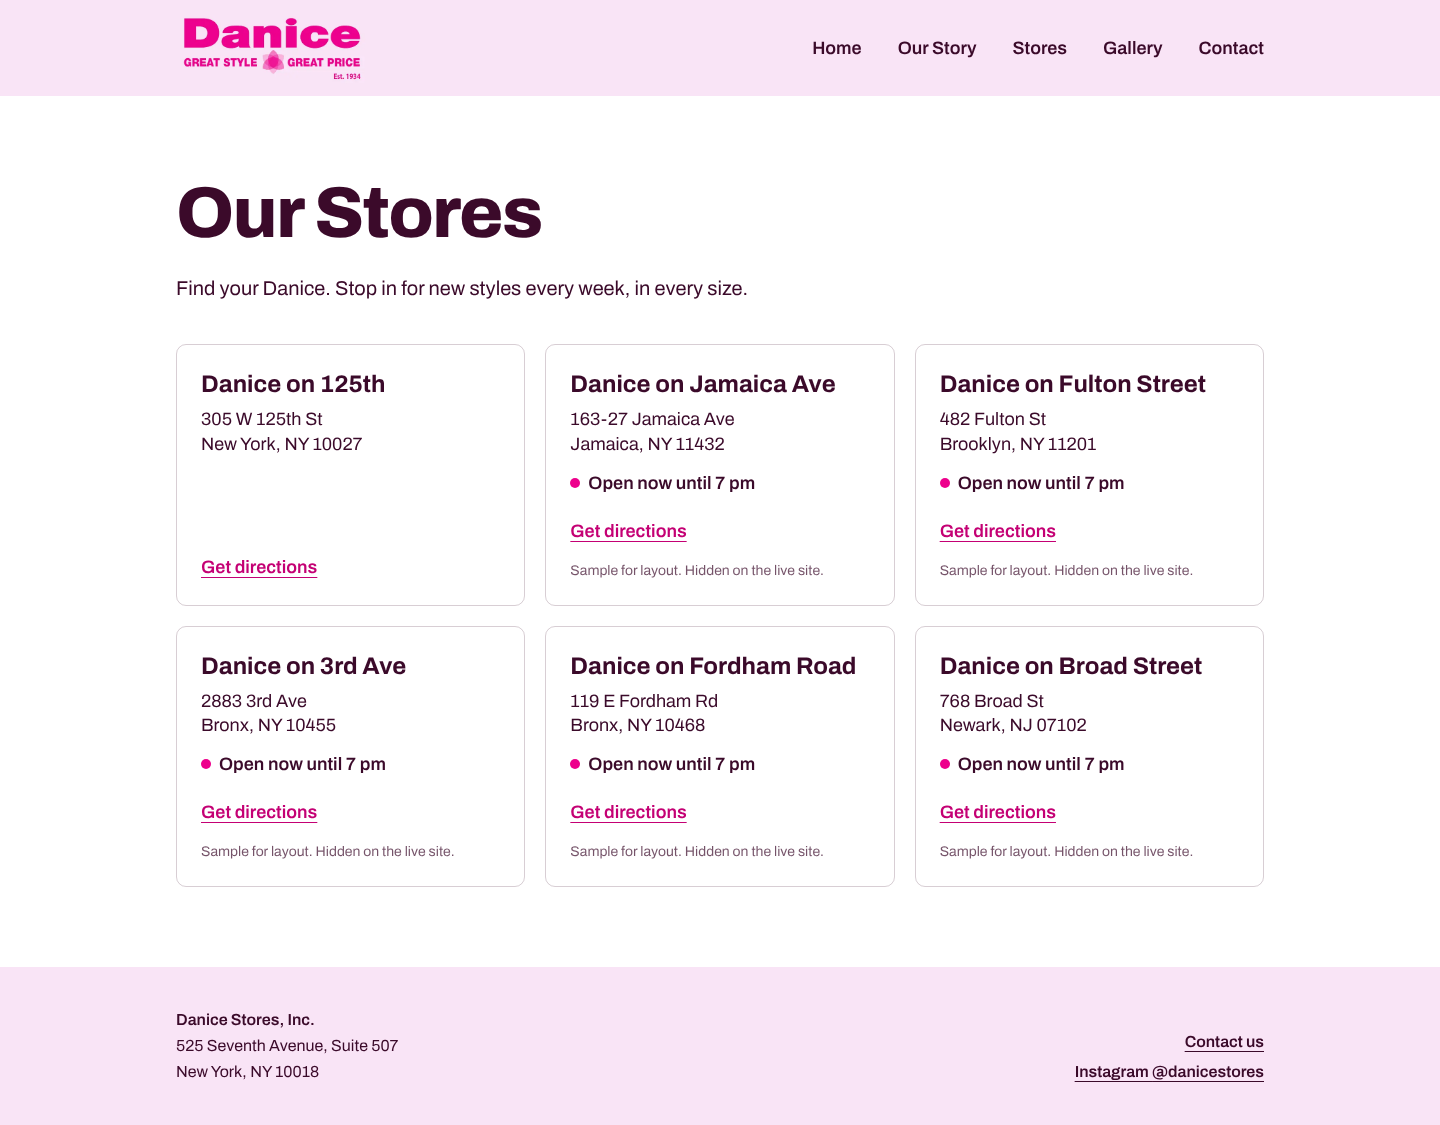 Danice
GREAT STYLE GREAT PRICE
Est. 1934
Home Our Story Stores Gallery Contact
Our Stores
Find your Danice. Stop in for new styles every week, in every size.
Danice on 125th
305 W 125th St
New York, NY 10027
Get directions
Danice on Jamaica Ave
163-27 Jamaica Ave
Jamaica, NY 11432
Open now until 7 pm
Get directions
Sample for layout. Hidden on the live site.
Danice on Fulton Street
482 Fulton St
Brooklyn, NY 11201
Open now until 7 pm
Get directions
Sample for layout. Hidden on the live site.
Danice on 3rd Ave
2883 3rd Ave
Bronx, NY 10455
Open now until 7 pm
Get directions
Sample for layout. Hidden on the live site.
Danice on Fordham Road
119 E Fordham Rd
Bronx, NY 10468
Open now until 7 pm
Get directions
Sample for layout. Hidden on the live site.
Danice on Broad Street
768 Broad St
Newark, NJ 07102
Open now until 7 pm
Get directions
Sample for layout. Hidden on the live site.
Danice Stores, Inc.
525 Seventh Avenue, Suite 507
New York, NY 10018
Contact us
Instagram @danicestores